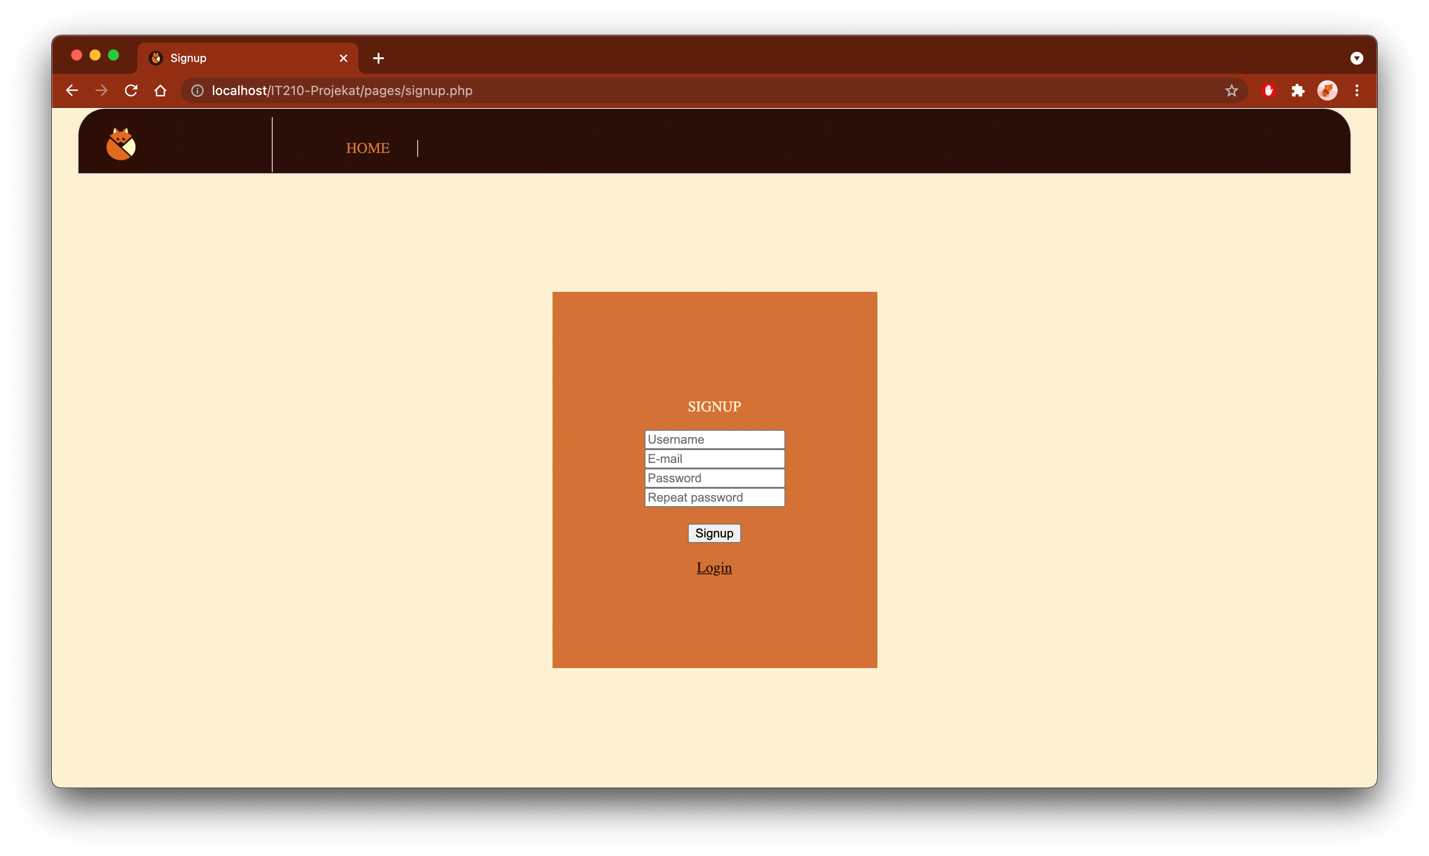 Signup
localhost/IT210-Projekat/pages/signup.php
HOME
SIGNUP
Username
E-mail
Password
Repeat password
Signup
Login